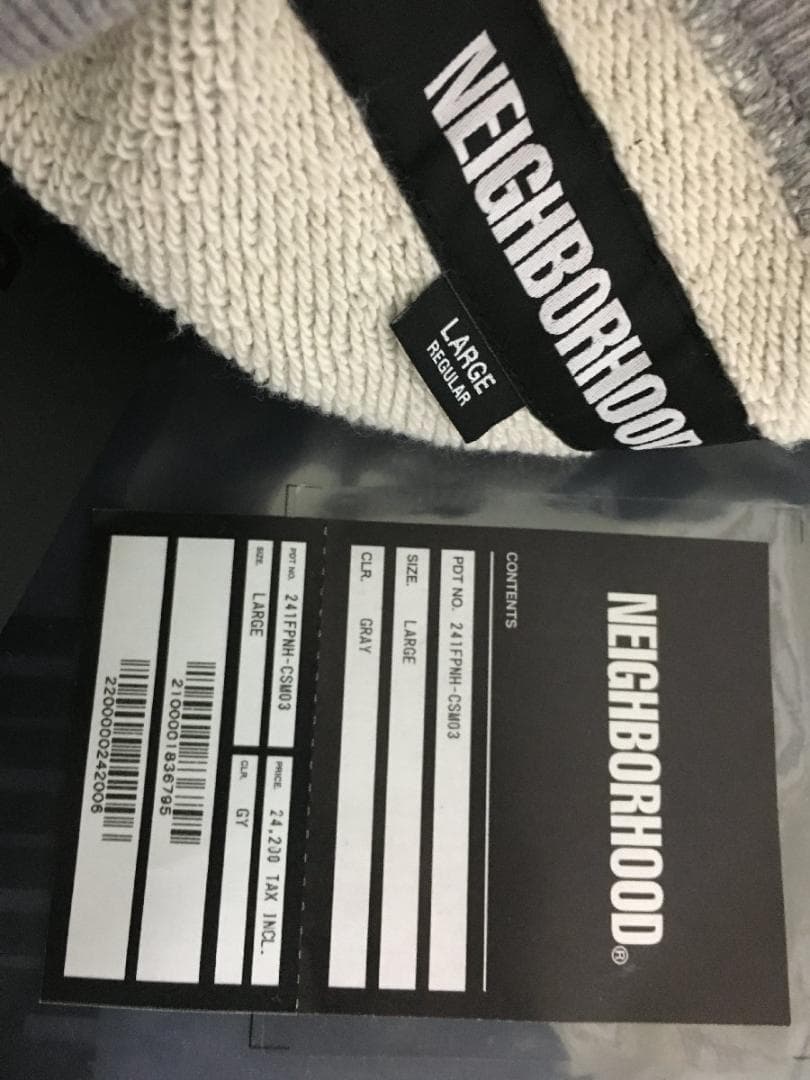 NEIGHBORHOOD
LARGE
REGULAR
NEIGHBORHOOD®
CONTENTS
PDT NO. 241FPNH-CSM03
SIZE. LARGE
CLR. GRAY
PDT NO. 241FPNH-CSM03 PRICE. 24,200 TAX INCL.
SIZE. LARGE CLR. GY
2100001836795
2200000242006